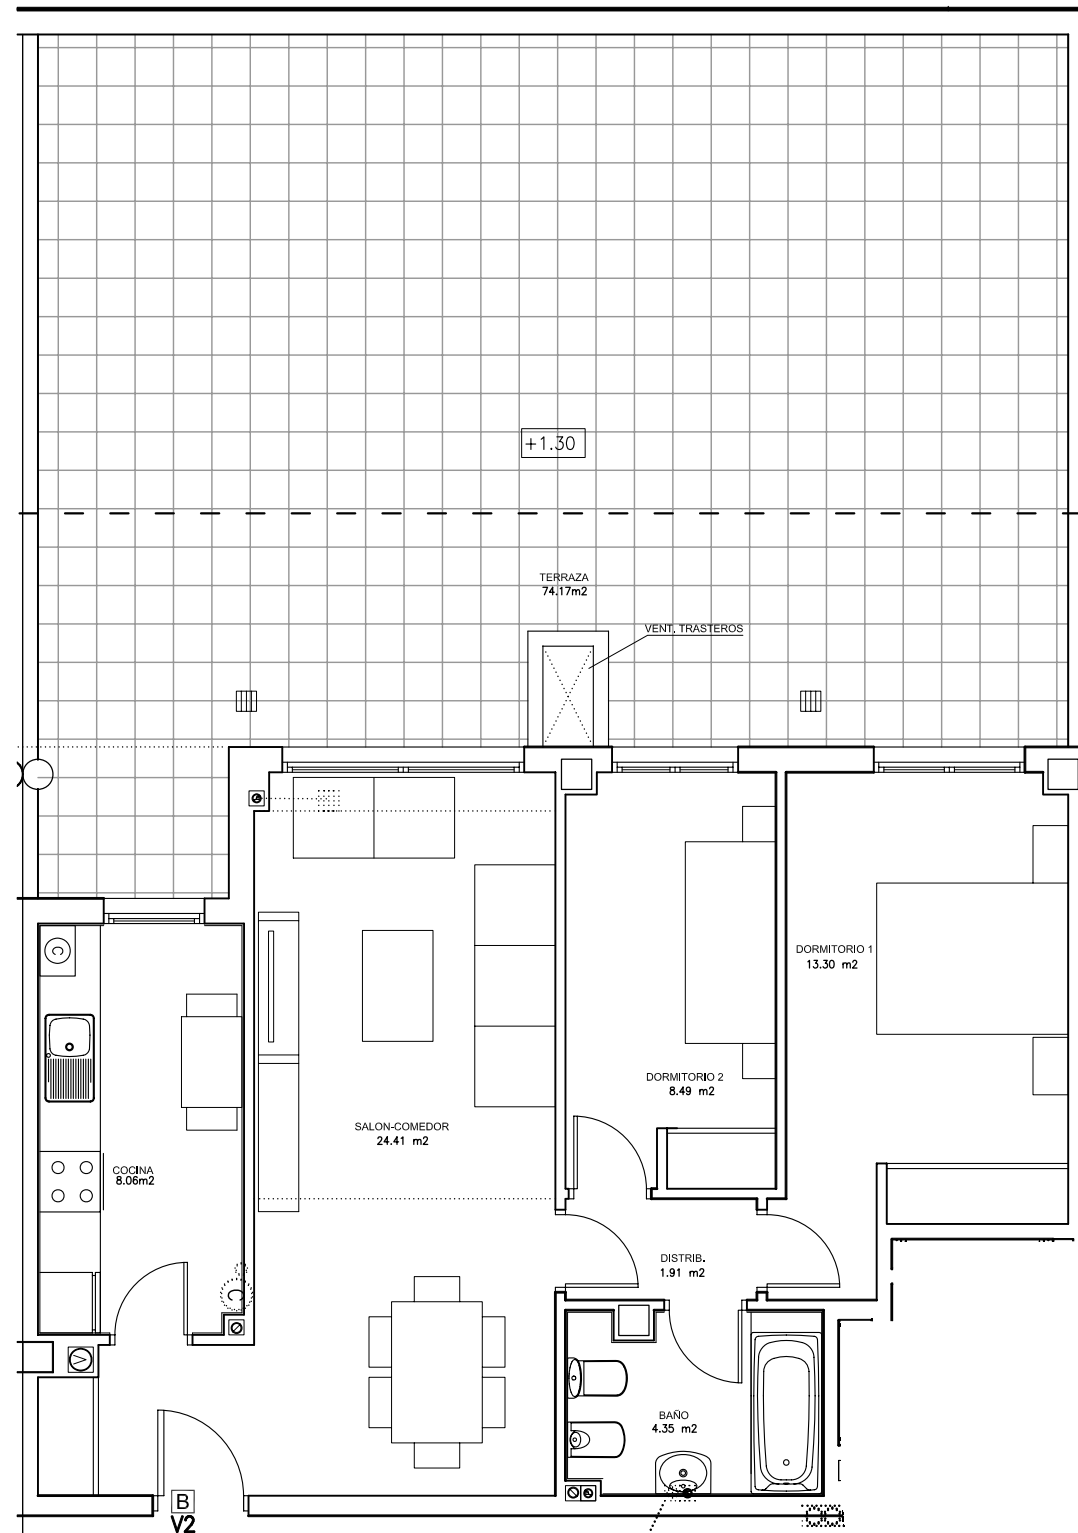 +1.30
TERRAZA
74.17m2
VENT. TRASTEROS
DORMITORIO 1
13.30 m2
C
DORMITORIO 2
8.49 m2
SALON-COMEDOR
24.41 m2
COCINA
8.06m2
DISTRIB.
1.91 m2
C
V
BAÑO
4.35 m2
B
V2